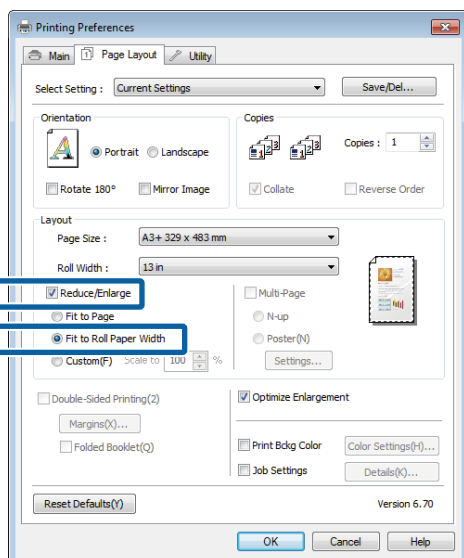 Printing Preferences
Main Page Layout Utility
Select Setting : Current Settings Save/Del...
Orientation
A
Portrait Landscape
Rotate 180° Mirror Image
Copies
Copies : 1
Collate Reverse Order
Layout
Page Size : A3+ 329 x 483 mm
Roll Width : 13 in
Reduce/Enlarge
Fit to Page
Fit to Roll Paper Width
Custom(F) Scale to 100 %
Multi-Page
N-up
Poster(N)
Settings...
Double-Sided Printing(2)
Margins(X)...
Folded Booklet(Q)
Optimize Enlargement
Print Bckg Color Color Settings(H)...
Job Settings Details(K)...
Reset Defaults(Y) Version 6.70
OK Cancel Help